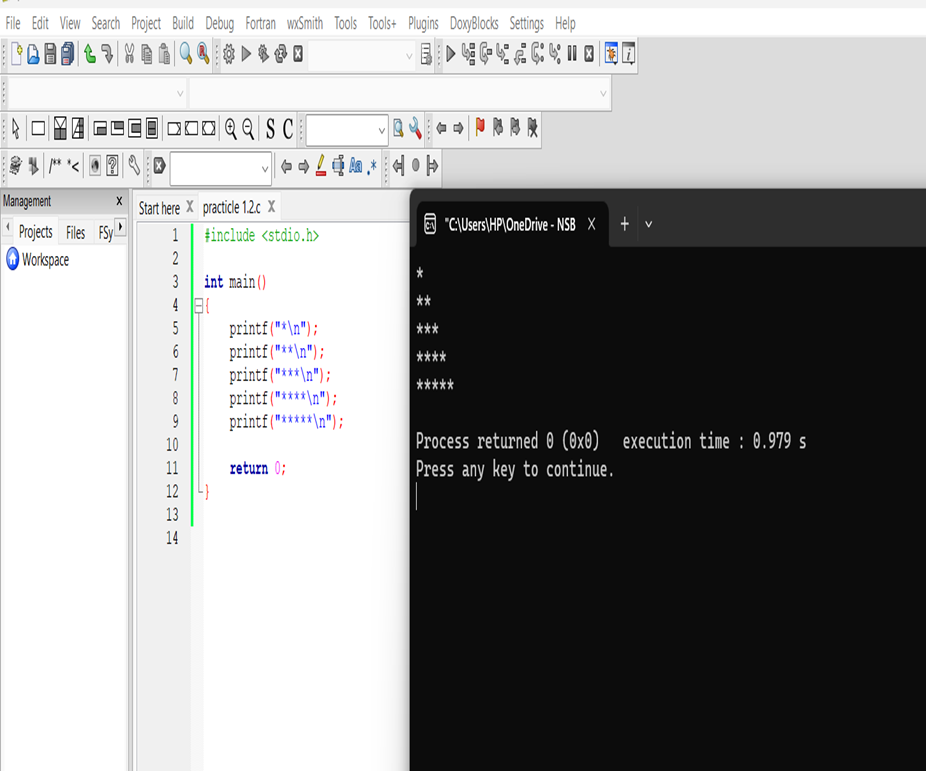 File Edit View Search Project Build Debug Fortran wxSmith Tools Tools+ Plugins DoxyBlocks Settings Help
S C
/** *< Aa .*
Management x
Projects Files FSy
Workspace
Start here X practicle 1.2.c X
1 #include <stdio.h>
2
3 int main()
4 {
5 printf("*\n");
6 printf("**\n");
7 printf("***\n");
8 printf("****\n");
9 printf("*****\n");
10
11 return 0;
12 }
13
14
"C:\Users\HP\OneDrive - NSB X +
*
**
***
****
*****
Process returned 0 (0x0) execution time : 0.979 s
Press any key to continue.